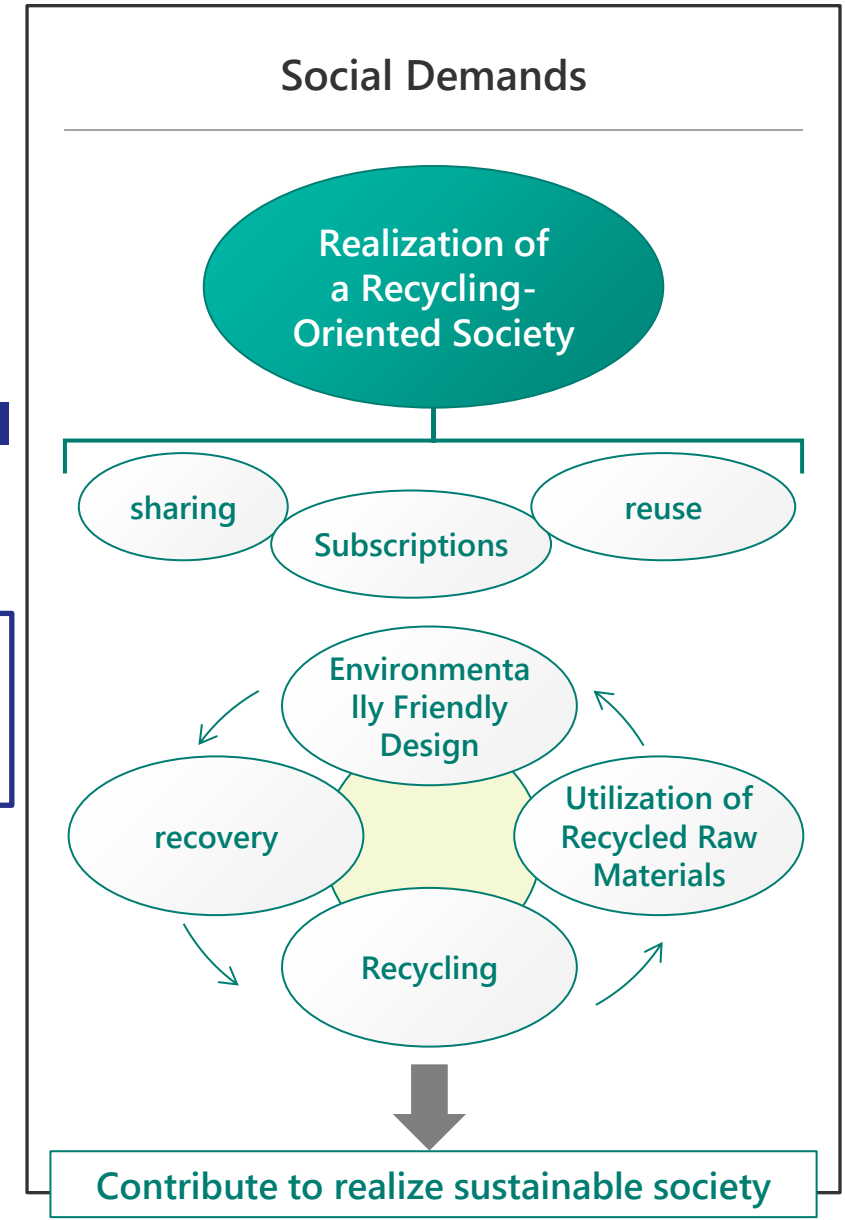 Social Demands
Realization of
a Recycling-
Oriented Society
sharing
Subscriptions
reuse
Environmenta
lly Friendly
Design
recovery
Utilization of
Recycled Raw
Materials
Recycling
Contribute to realize sustainable society